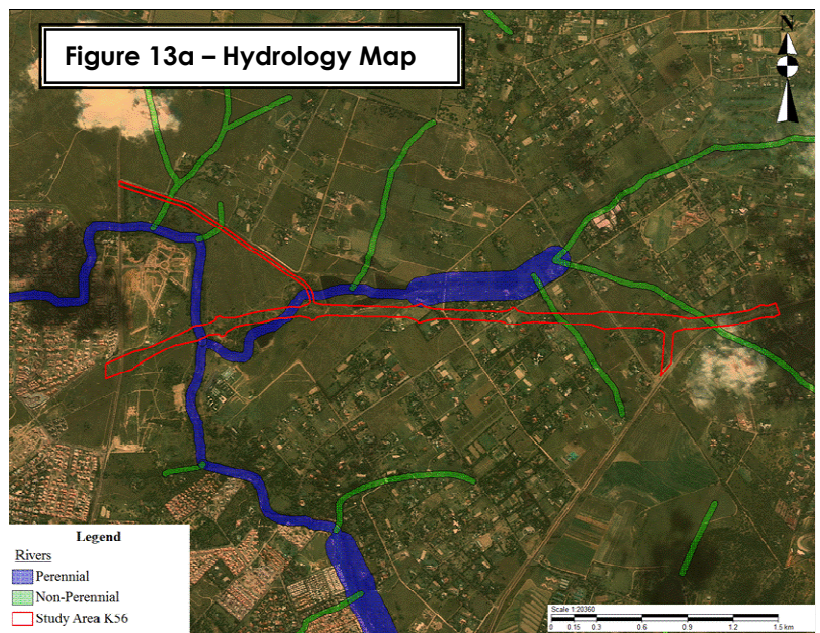 Figure 13a – Hydrology Map
N
Legend
Rivers
Perennial
Non-Perennial
Study Area K56
Scale 1:20360
0 0.15 0.3 0.6 0.9 1.2 1.5 km